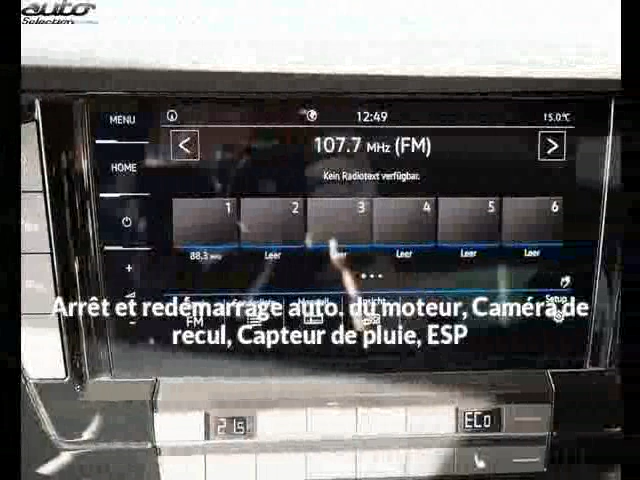 auto
Selection
MENU 12:49 15.0°C
107.7 MHz (FM)
HOME
Kein Radiotext verfügbar.
1 2 3 4 5 6
88.3 MHz Leer Leer Leer Leer Leer
Setup
Arrêt et redémarrage auto. du moteur, Caméra de
FM
recul, Capteur de pluie, ESP
21.5 ECO